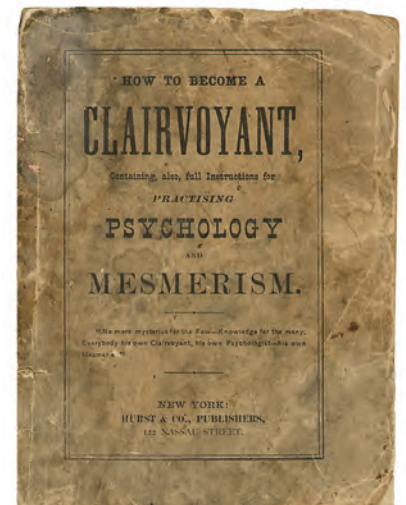 HOW TO BECOME A
CLAIRVOYANT,
Containing, also, full Instructions for
PRACTISING
PSYCHOLOGY
AND
MESMERISM.
"No more mysteries for the Few—Knowledge for the many;
Everybody his own Clairvoyant, his own Psychologist—his own
NEW YORK:
HURST & CO., PUBLISHERS,
122 NASSAU STREET.